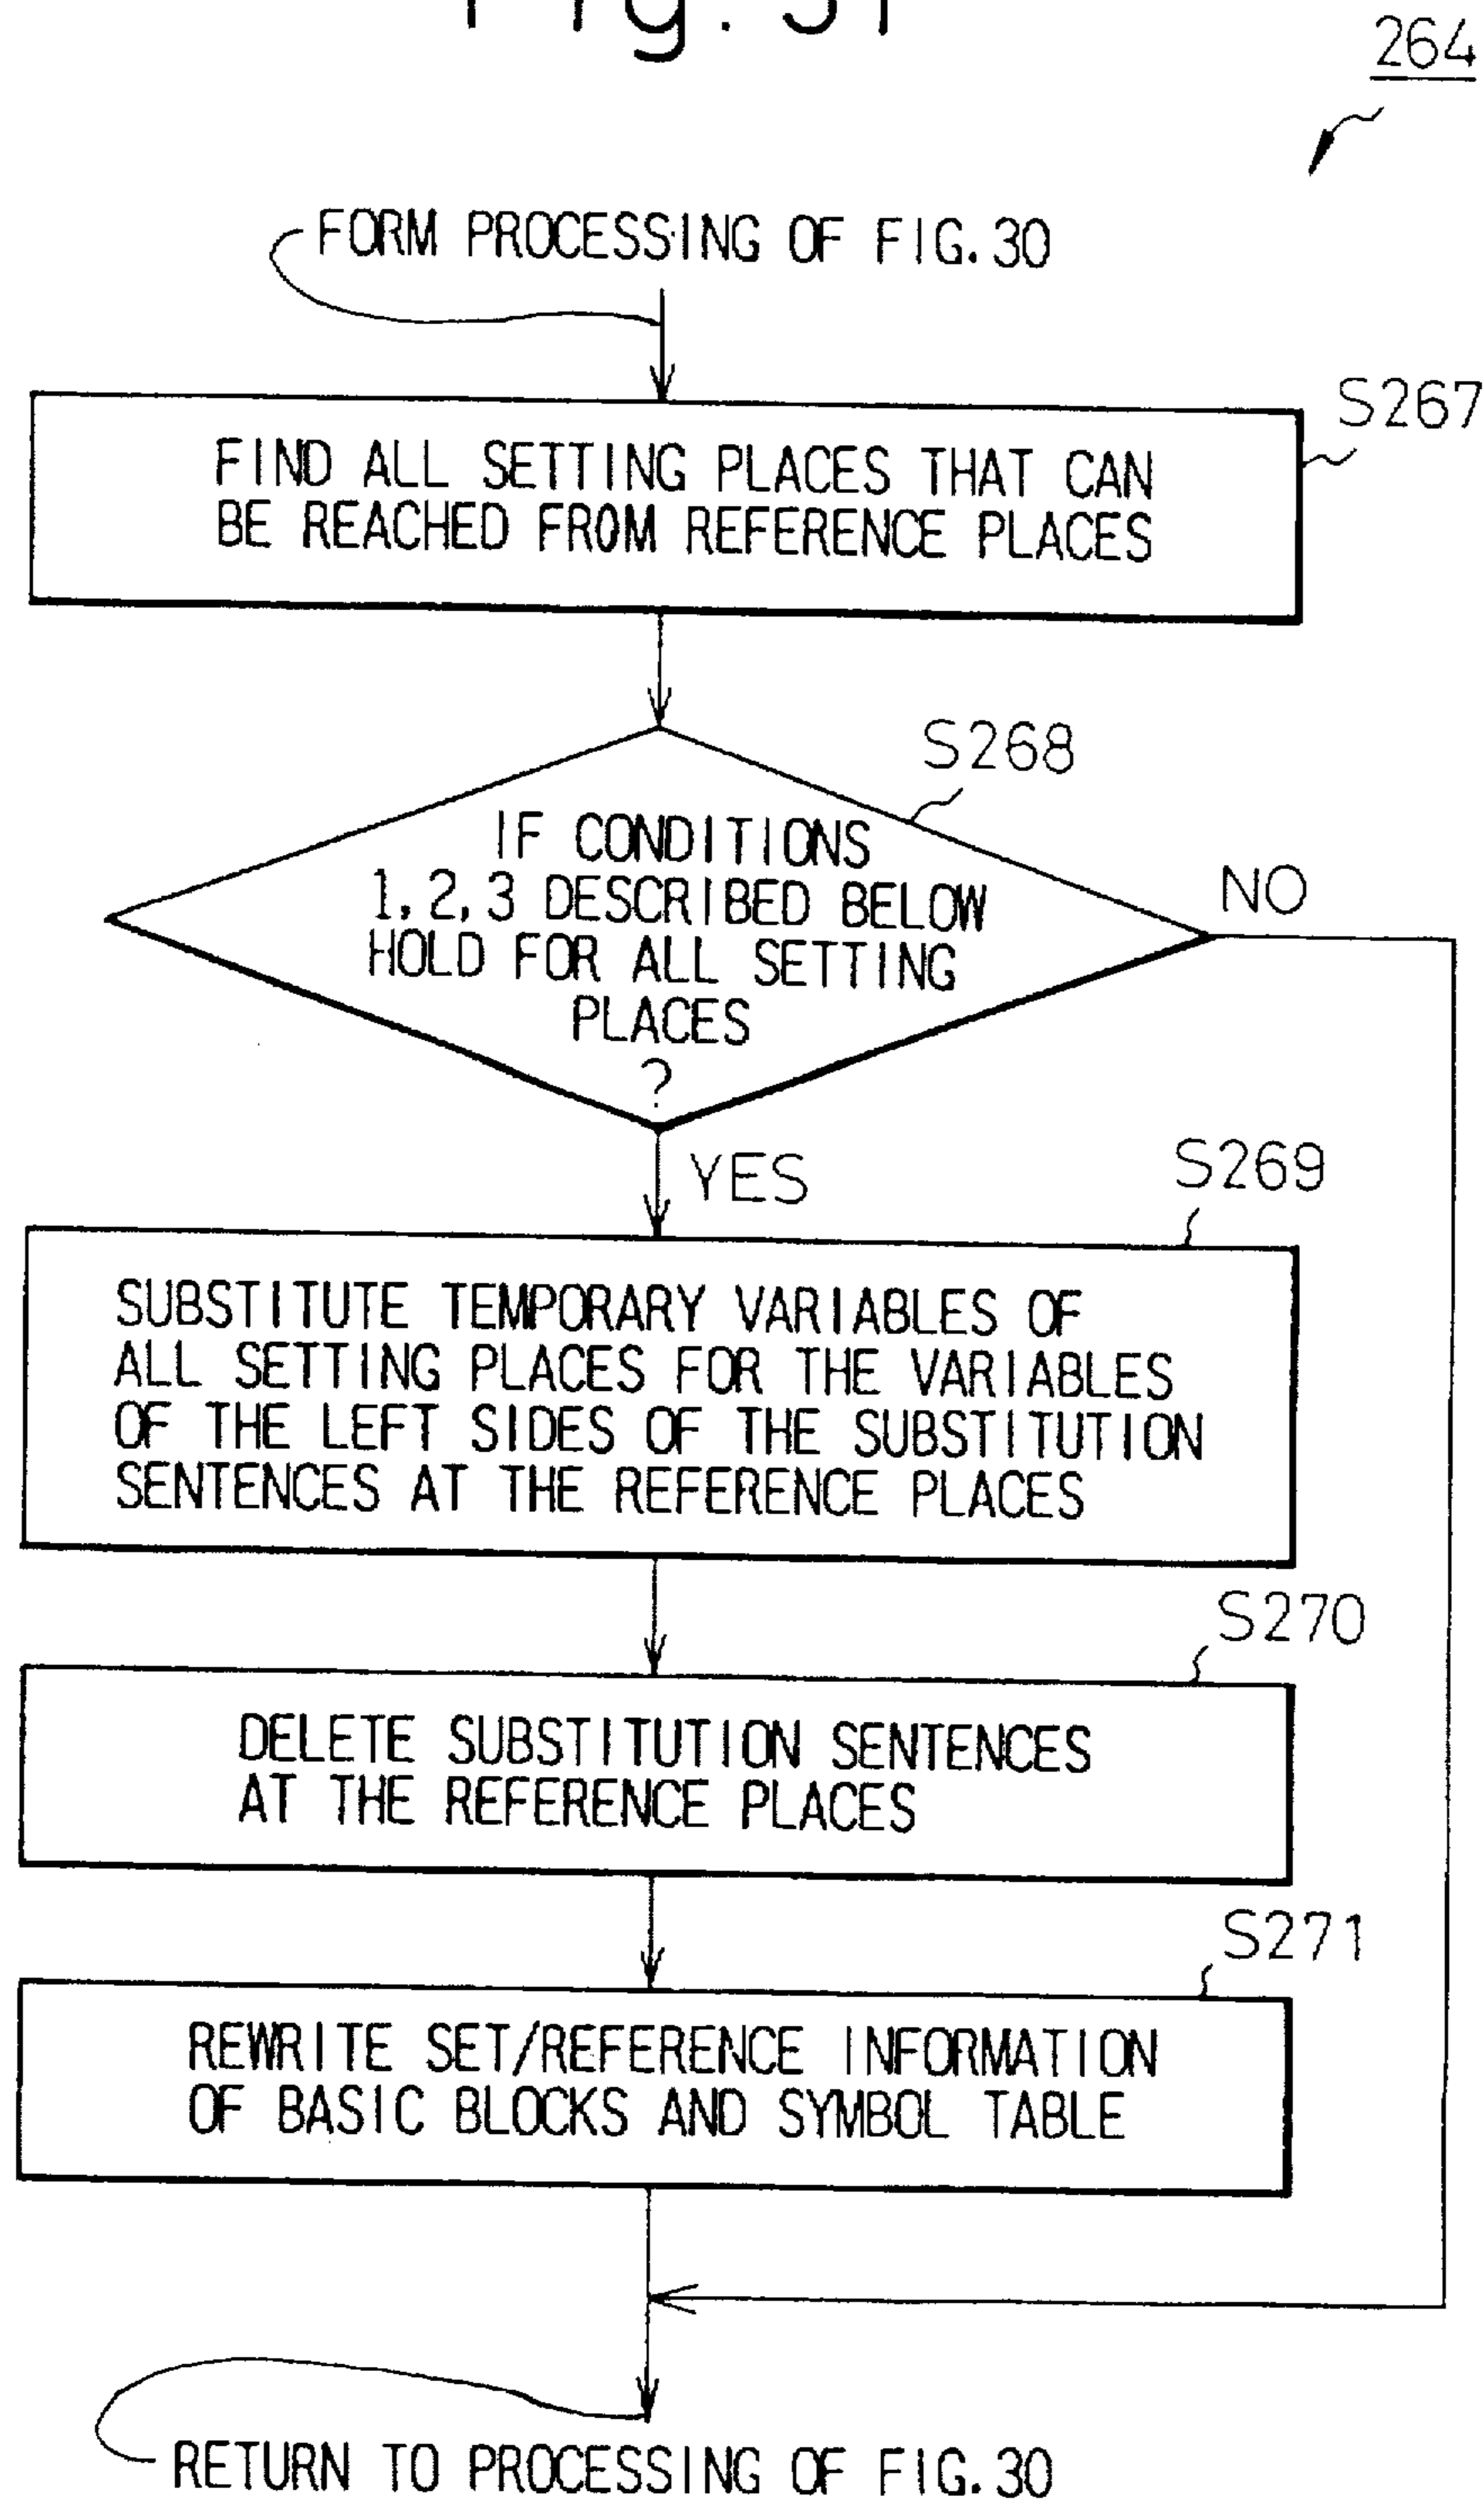 Fig. 31
264
FORM PROCESSING OF FIG. 30
S267
FIND ALL SETTING PLACES THAT CAN
BE REACHED FROM REFERENCE PLACES
S268
IF CONDITIONS
1, 2, 3 DESCRIBED BELOW
HOLD FOR ALL SETTING
PLACES
?
NO
YES
S269
SUBSTITUTE TEMPORARY VARIABLES OF
ALL SETTING PLACES FOR THE VARIABLES
OF THE LEFT SIDES OF THE SUBSTITUTION
SENTENCES AT THE REFERENCE PLACES
S270
DELETE SUBSTITUTION SENTENCES
AT THE REFERENCE PLACES
S271
REWRITE SET/REFERENCE INFORMATION
OF BASIC BLOCKS AND SYMBOL TABLE
RETURN TO PROCESSING OF FIG. 30